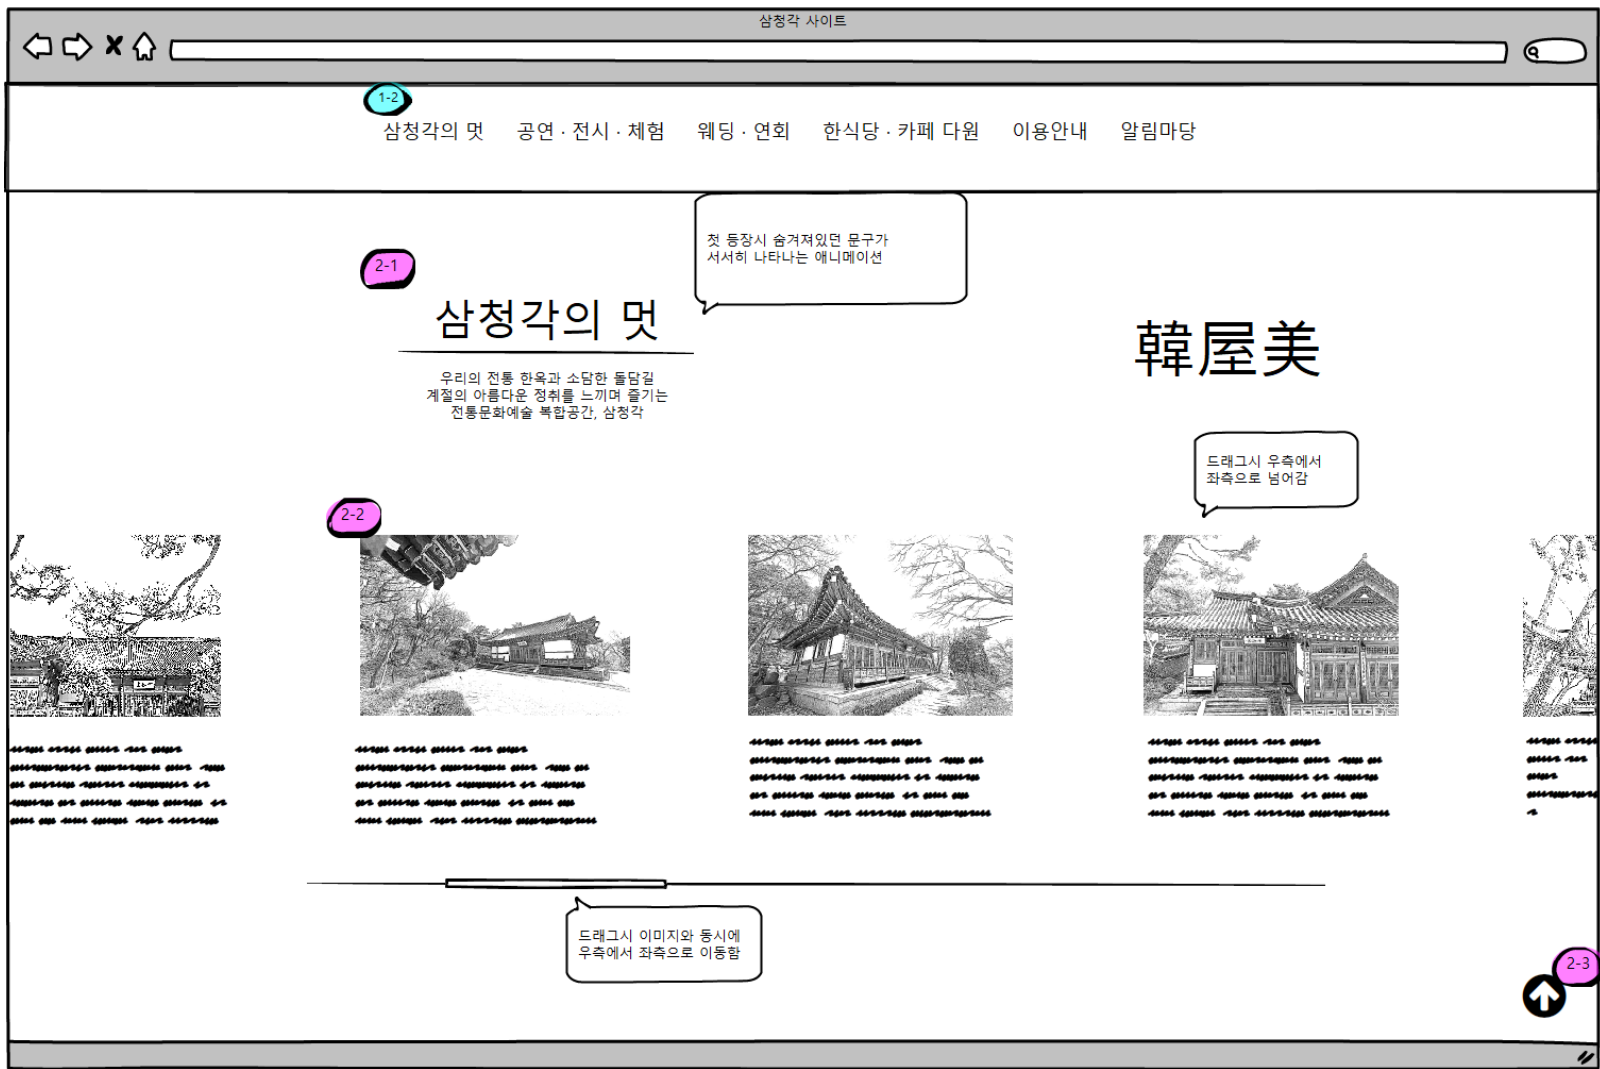 삼청각 사이트
1-2
삼청각의 멋 공연 · 전시 · 체험 웨딩 · 연회 한식당 · 카페 다원 이용안내 알림마당
첫 등장시 숨겨져있던 문구가
서서히 나타나는 애니메이션
2-1
삼청각의 멋
우리의 전통 한옥과 소담한 돌담길
계절의 아름다운 정취를 느끼며 즐기는
전통문화예술 복합공간, 삼청각
韓屋美
드래그시 우측에서
좌측으로 넘어감
2-2
드래그시 이미지와 동시에
우측에서 좌측으로 이동함
2-3